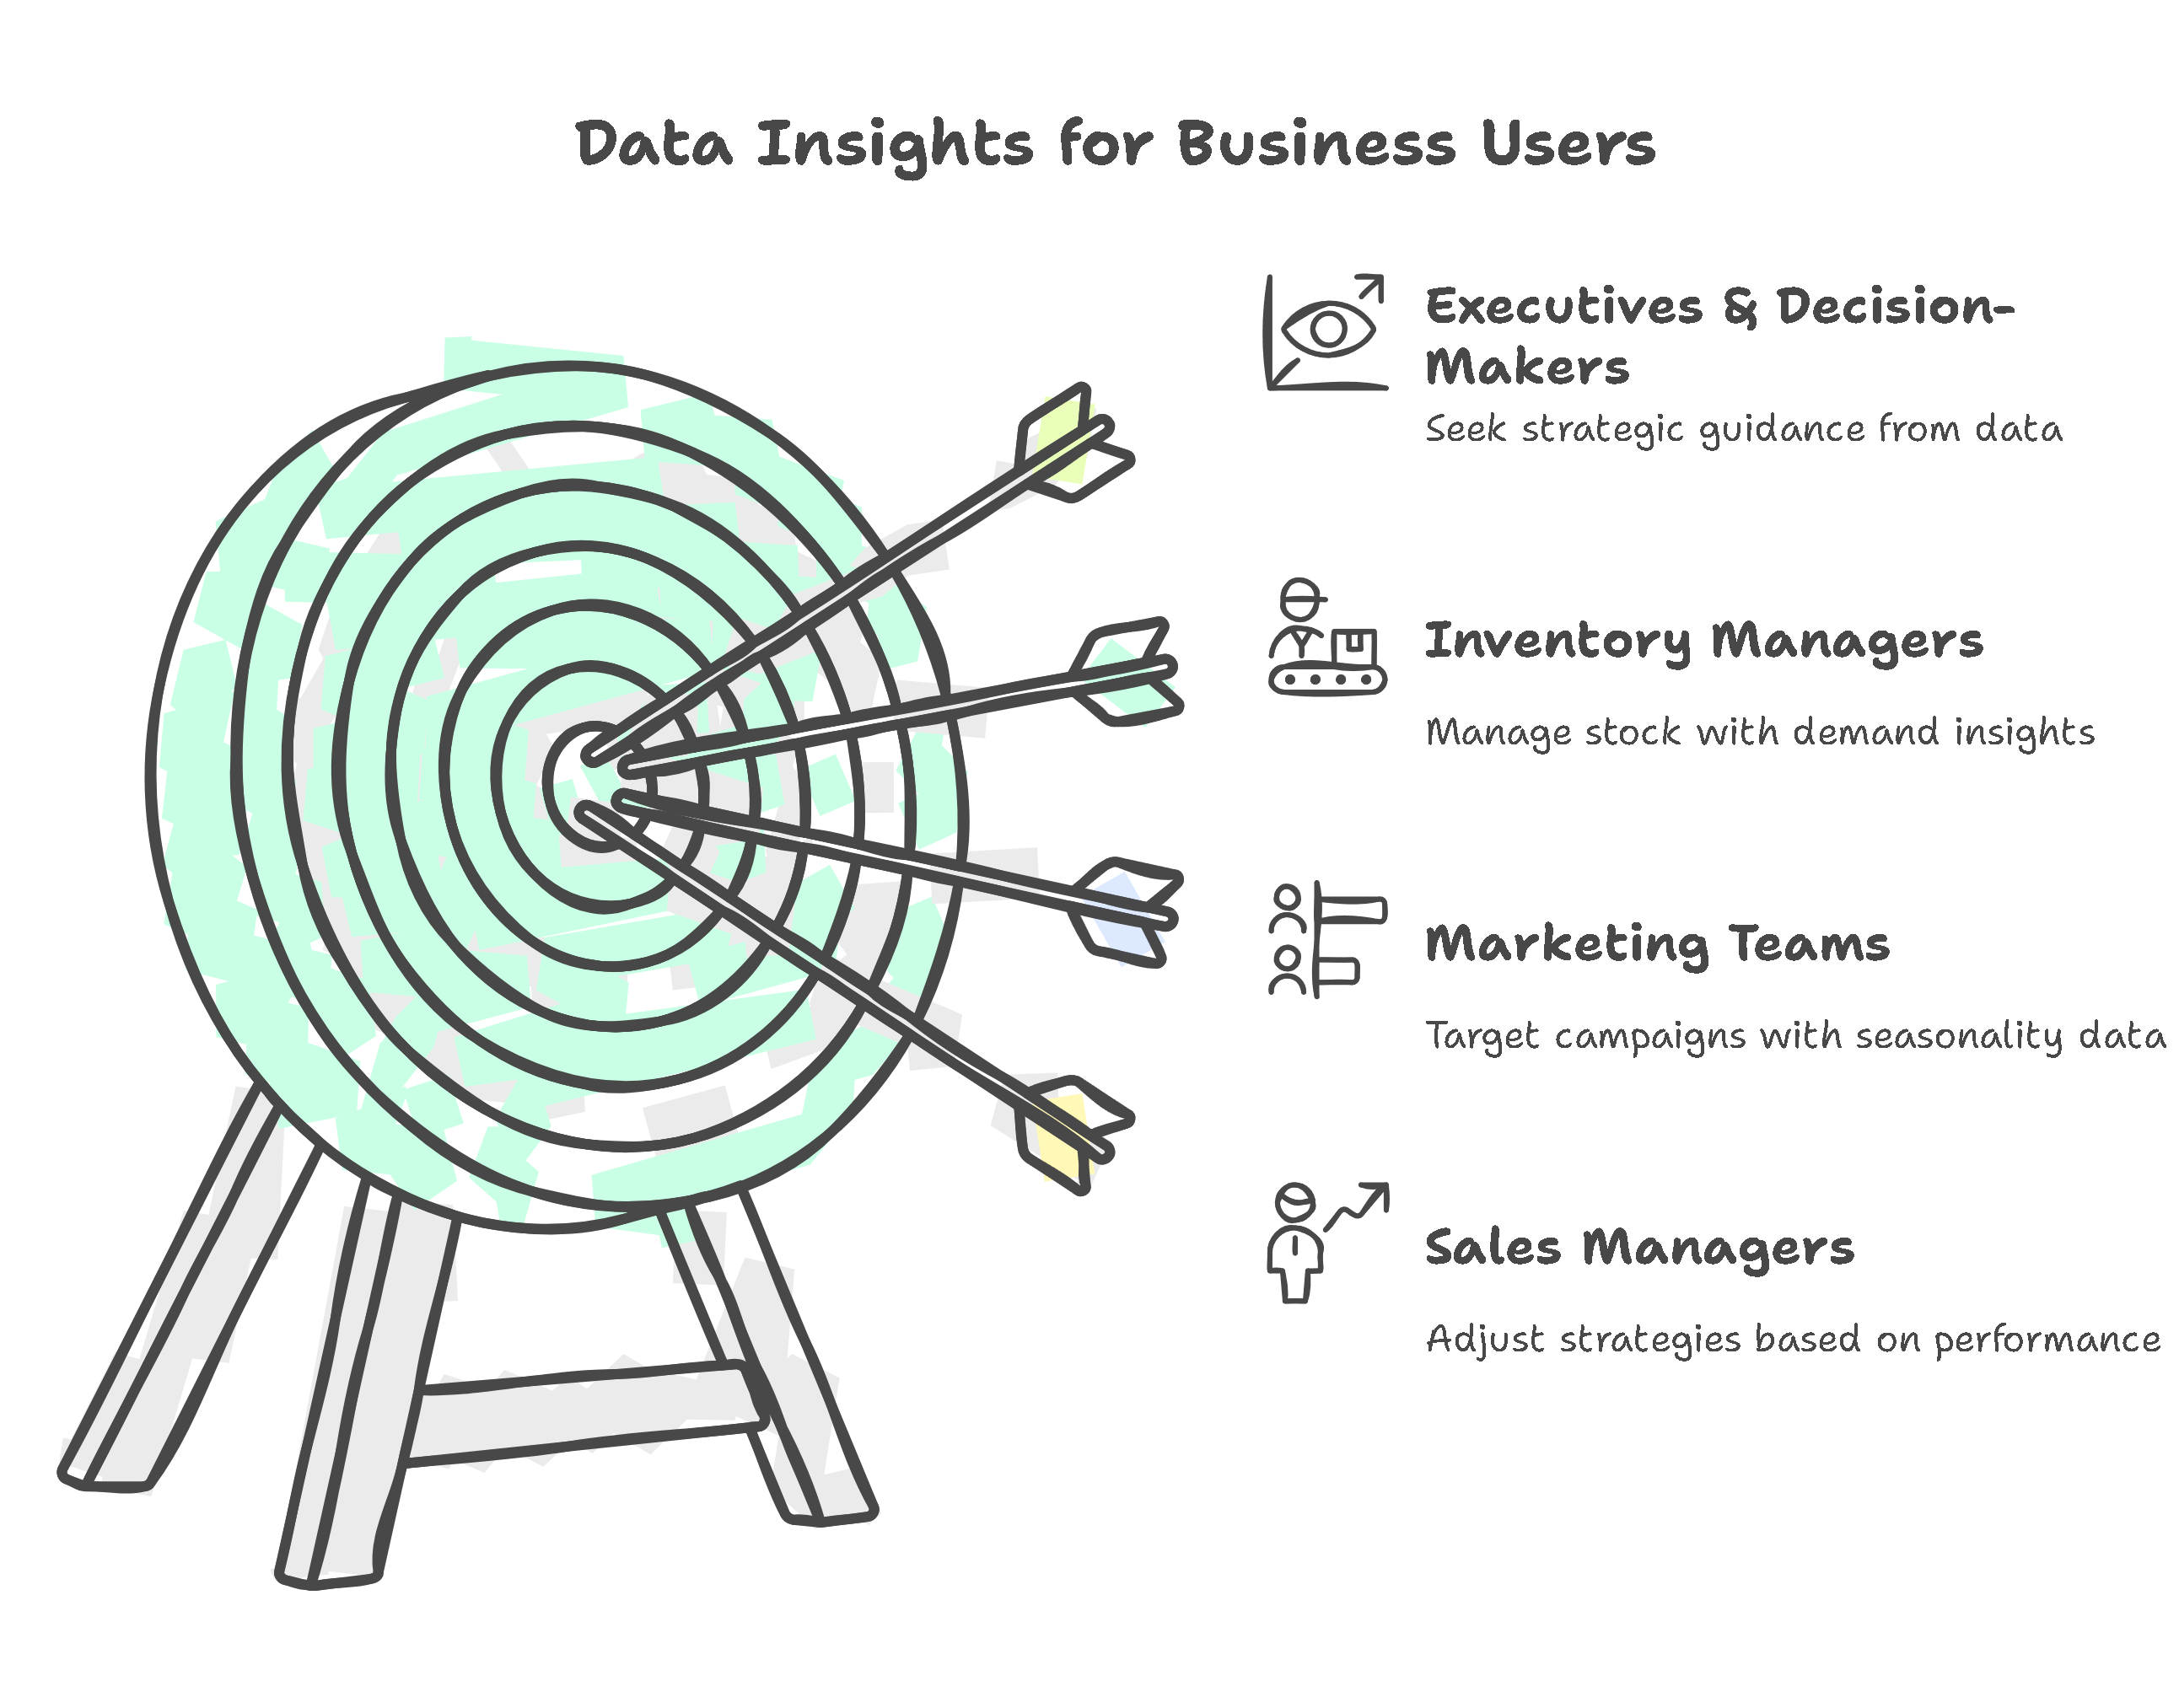 Data Insights for Business Users
Executives & Decision-
Makers
Seek strategic guidance from data
Inventory Managers
Manage stock with demand insights
Marketing Teams
Target campaigns with seasonality data
Sales Managers
Adjust strategies based on performance